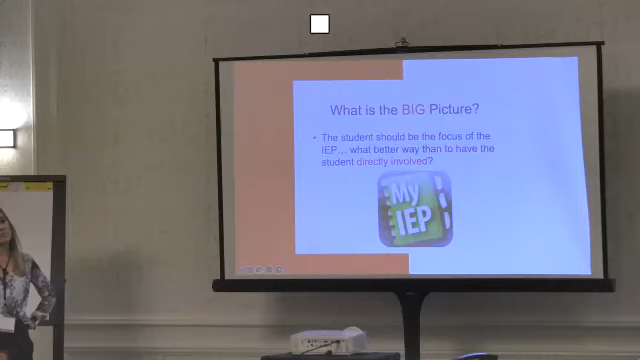 What is the BIG Picture?
• The student should be the focus of the
IEP... what better way than to have the
student directly involved?
My
IEP